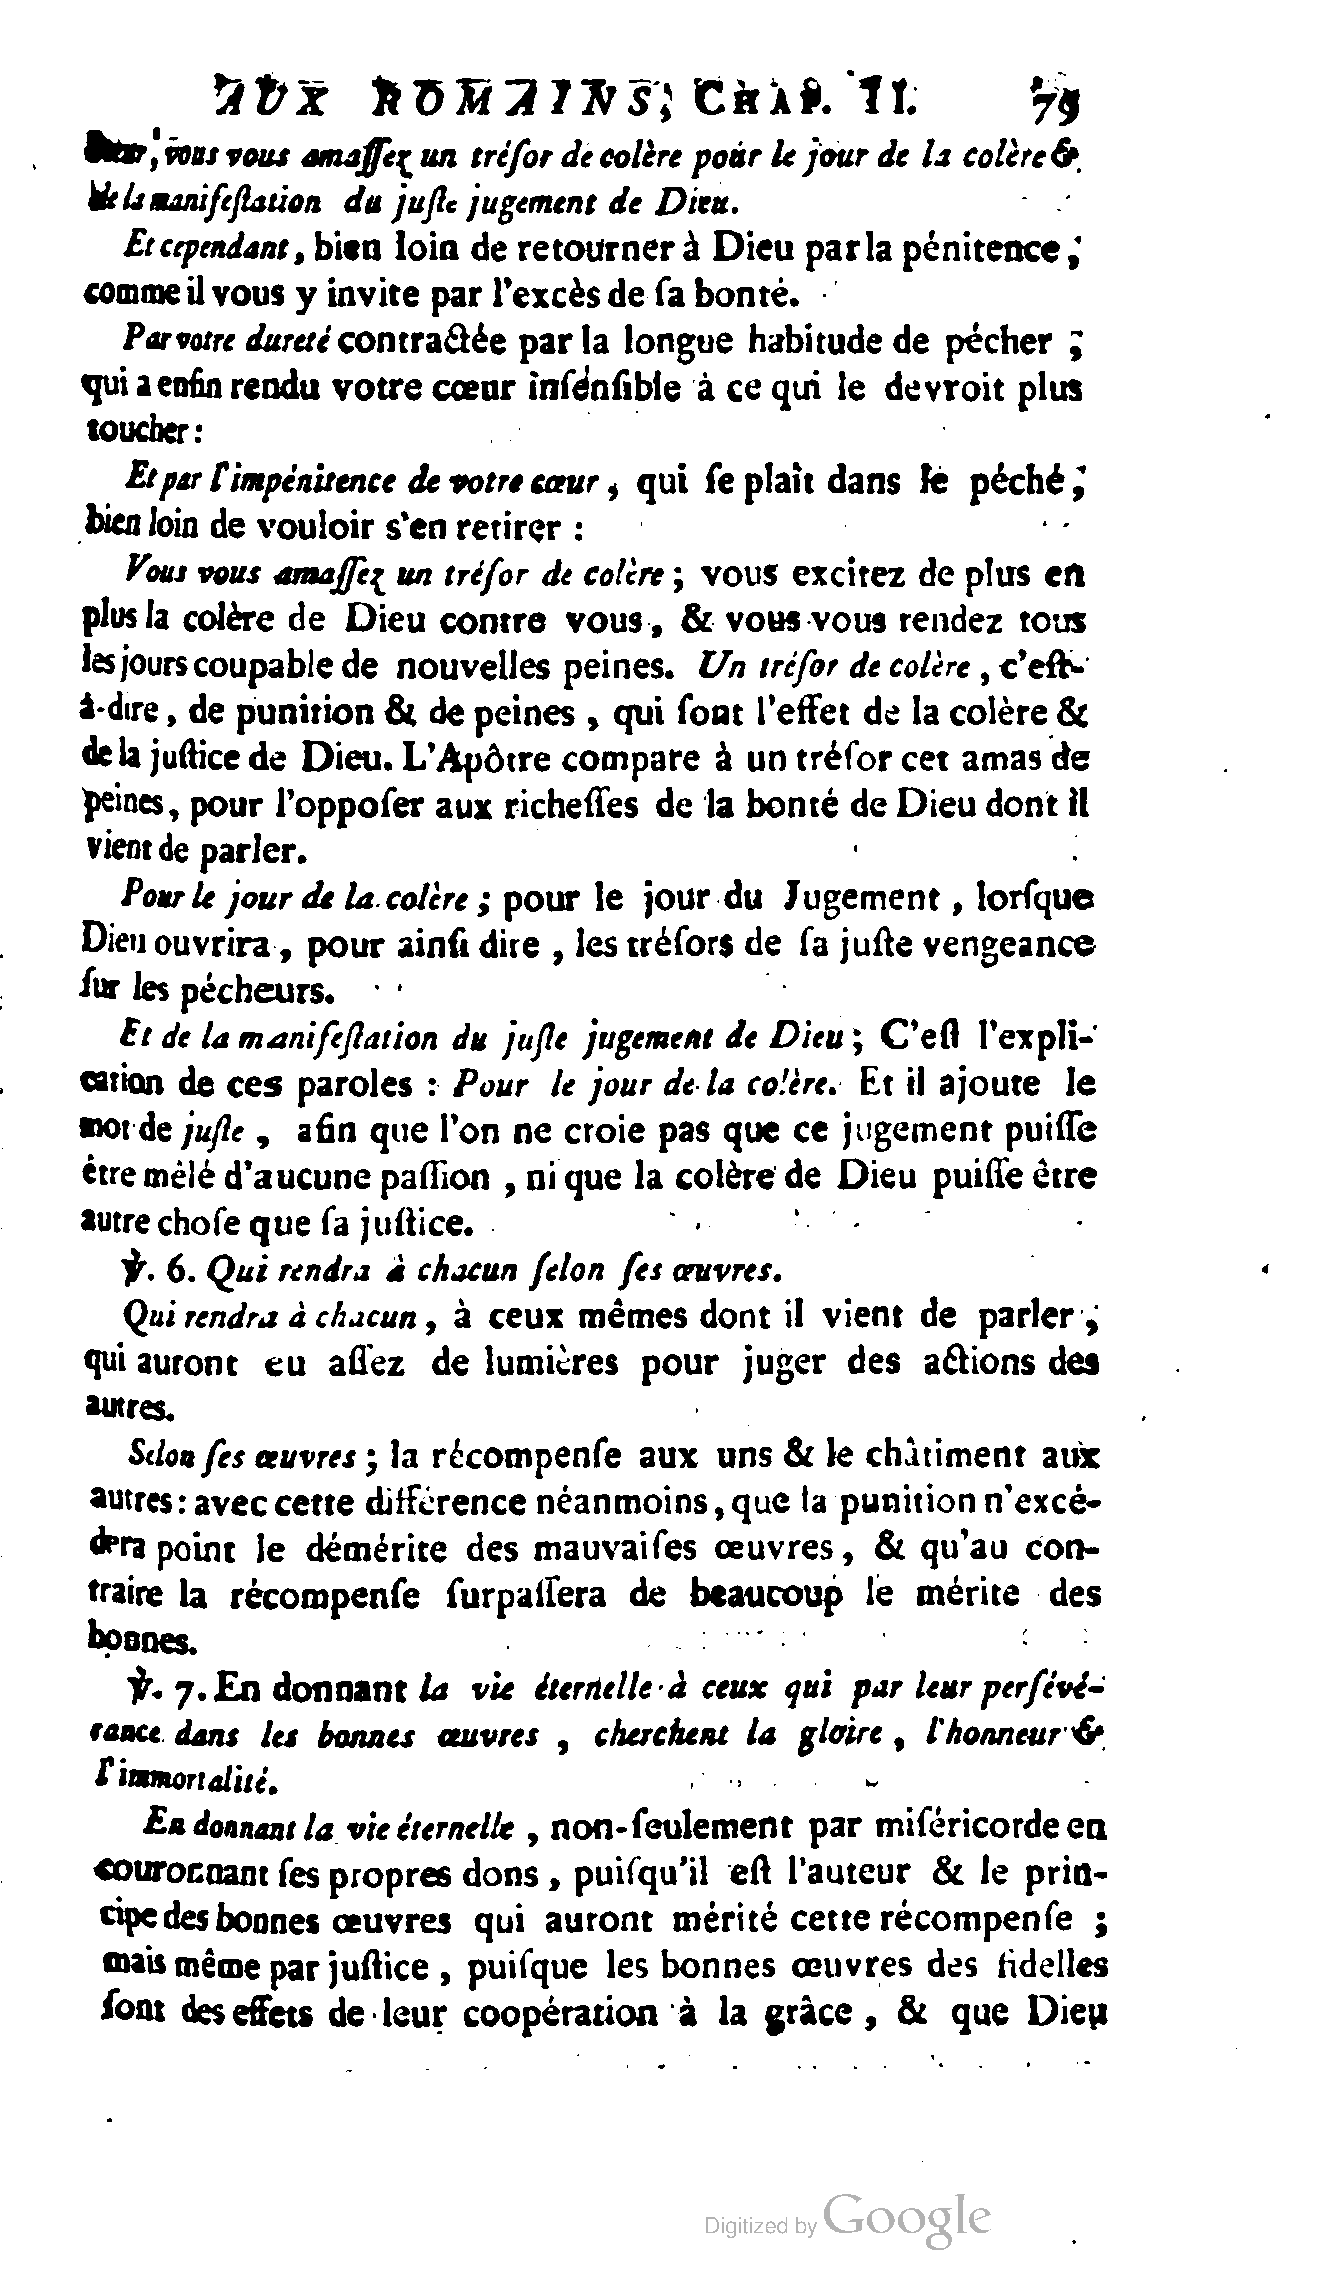 AUX ROMAINS, CHAP. II. 79
vous vous amaſſez un tréſor de colère pour le jour de la colère &
de la manifeſtation du juſte jugement de Dieu.
Et cependant, bien loin de retourner à Dieu par la pénitence,
comme il vous y invite par l'excès de ſa bonté.
Par votre dureté contractée par la longue habitude de pécher ;
qui a enfin rendu votre cœur inſenſible à ce qui le devroit plus
toucher :
Et par l'impénitence de votre cœur, qui ſe plaît dans le péché,
bien loin de vouloir s'en retirer :
Vous vous amaſſez un tréſor de colère ; vous excitez de plus en
plus la colère de Dieu contre vous, & vous vous rendez tous
les jours coupable de nouvelles peines. Un tréſor de colère, c'eſt-
à-dire, de punition & de peines, qui ſont l'effet de la colère &
de la juſtice de Dieu. L'Apôtre compare à un tréſor cet amas de
peines, pour l'oppoſer aux richeſſes de la bonté de Dieu dont il
vient de parler.
Pour le jour de la colère ; pour le jour du Jugement, lorſque
Dieu ouvrira, pour ainſi dire, les tréſors de ſa juſte vengeance
ſur les pécheurs.
Et de la manifeſtation du juſte jugement de Dieu ; C'eſt l'expli-
cation de ces paroles : Pour le jour de la colère. Et il ajoute le
mot de juſte, afin que l'on ne croie pas que ce jugement puiſſe
être mêlé d'aucune paſſion, ni que la colère de Dieu puiſſe être
autre choſe que ſa juſtice.
℣. 6. Qui rendra à chacun ſelon ſes œuvres.
Qui rendra à chacun, à ceux mêmes dont il vient de parler,
qui auront eu aſſez de lumières pour juger des actions des
autres.
Selon ſes œuvres ; la récompenſe aux uns & le châtiment aux
autres : avec cette différence néanmoins, que la punition n'excé-
dera point le démérite des mauvaiſes œuvres, & qu'au con-
traire la récompenſe ſurpaſſera de beaucoup le mérite des
bonnes.
℣. 7. En donnant la vie éternelle à ceux qui par leur perſévé-
rance dans les bonnes œuvres, cherchent la gloire, l'honneur &
l'immortalité.
En donnant la vie éternelle, non-ſeulement par miſéricorde en
couronnant ſes propres dons, puiſqu'il eſt l'auteur & le prin-
cipe des bonnes œuvres qui auront mérité cette récompenſe ;
mais même par juſtice, puiſque les bonnes œuvres des fidelles
ſont des effets de leur coopération à la grâce, & que Dieu
Digitized by Google